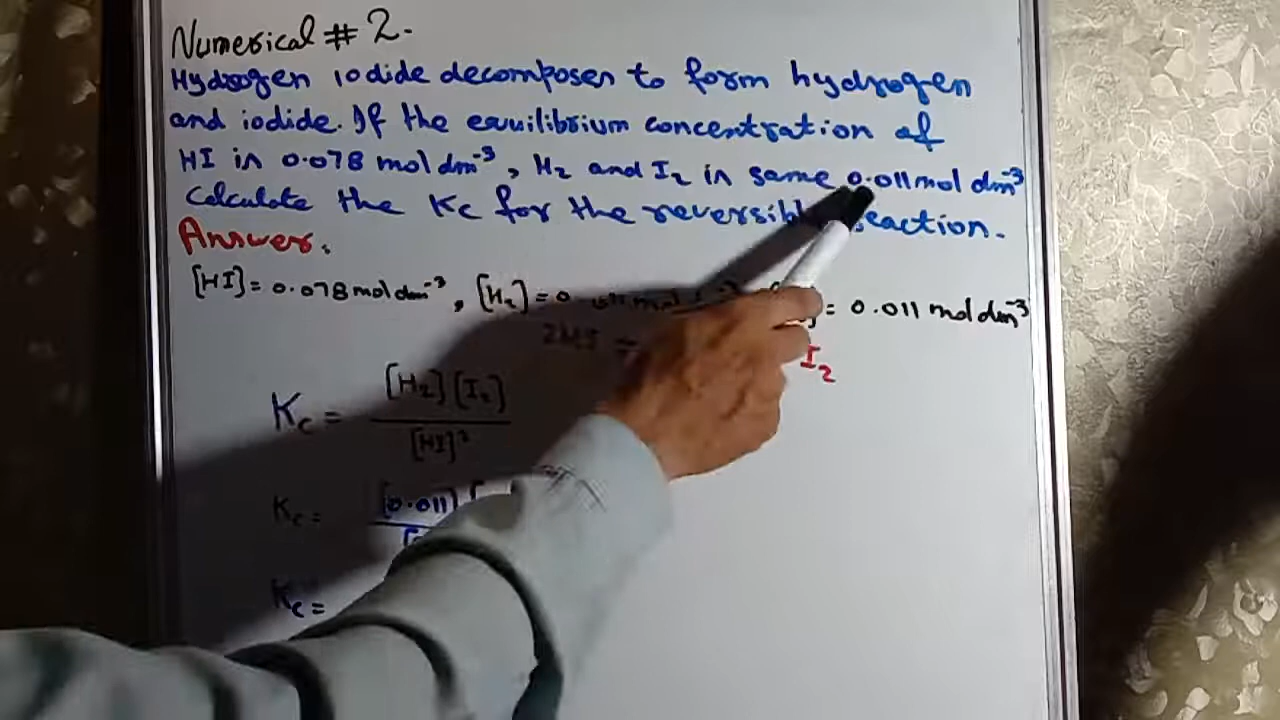 Numerical # 2.
Hydrogen iodide decomposes to form hydrogen
and iodide. If the equilibrium concentration of
HI is 0.078 mol dm⁻³, H₂ and I₂ is same 0.011 mol dm⁻³
Calculate the Kc for the reversible reaction.
Answer.
[HI] = 0.078 mol dm⁻³, [H₂] = 0.011 mol = 0.011 mol dm⁻³
2HI ⇌ I₂
Kc = [H₂] [I₂]
[HI]²
Kc = [0.011]
Kc =